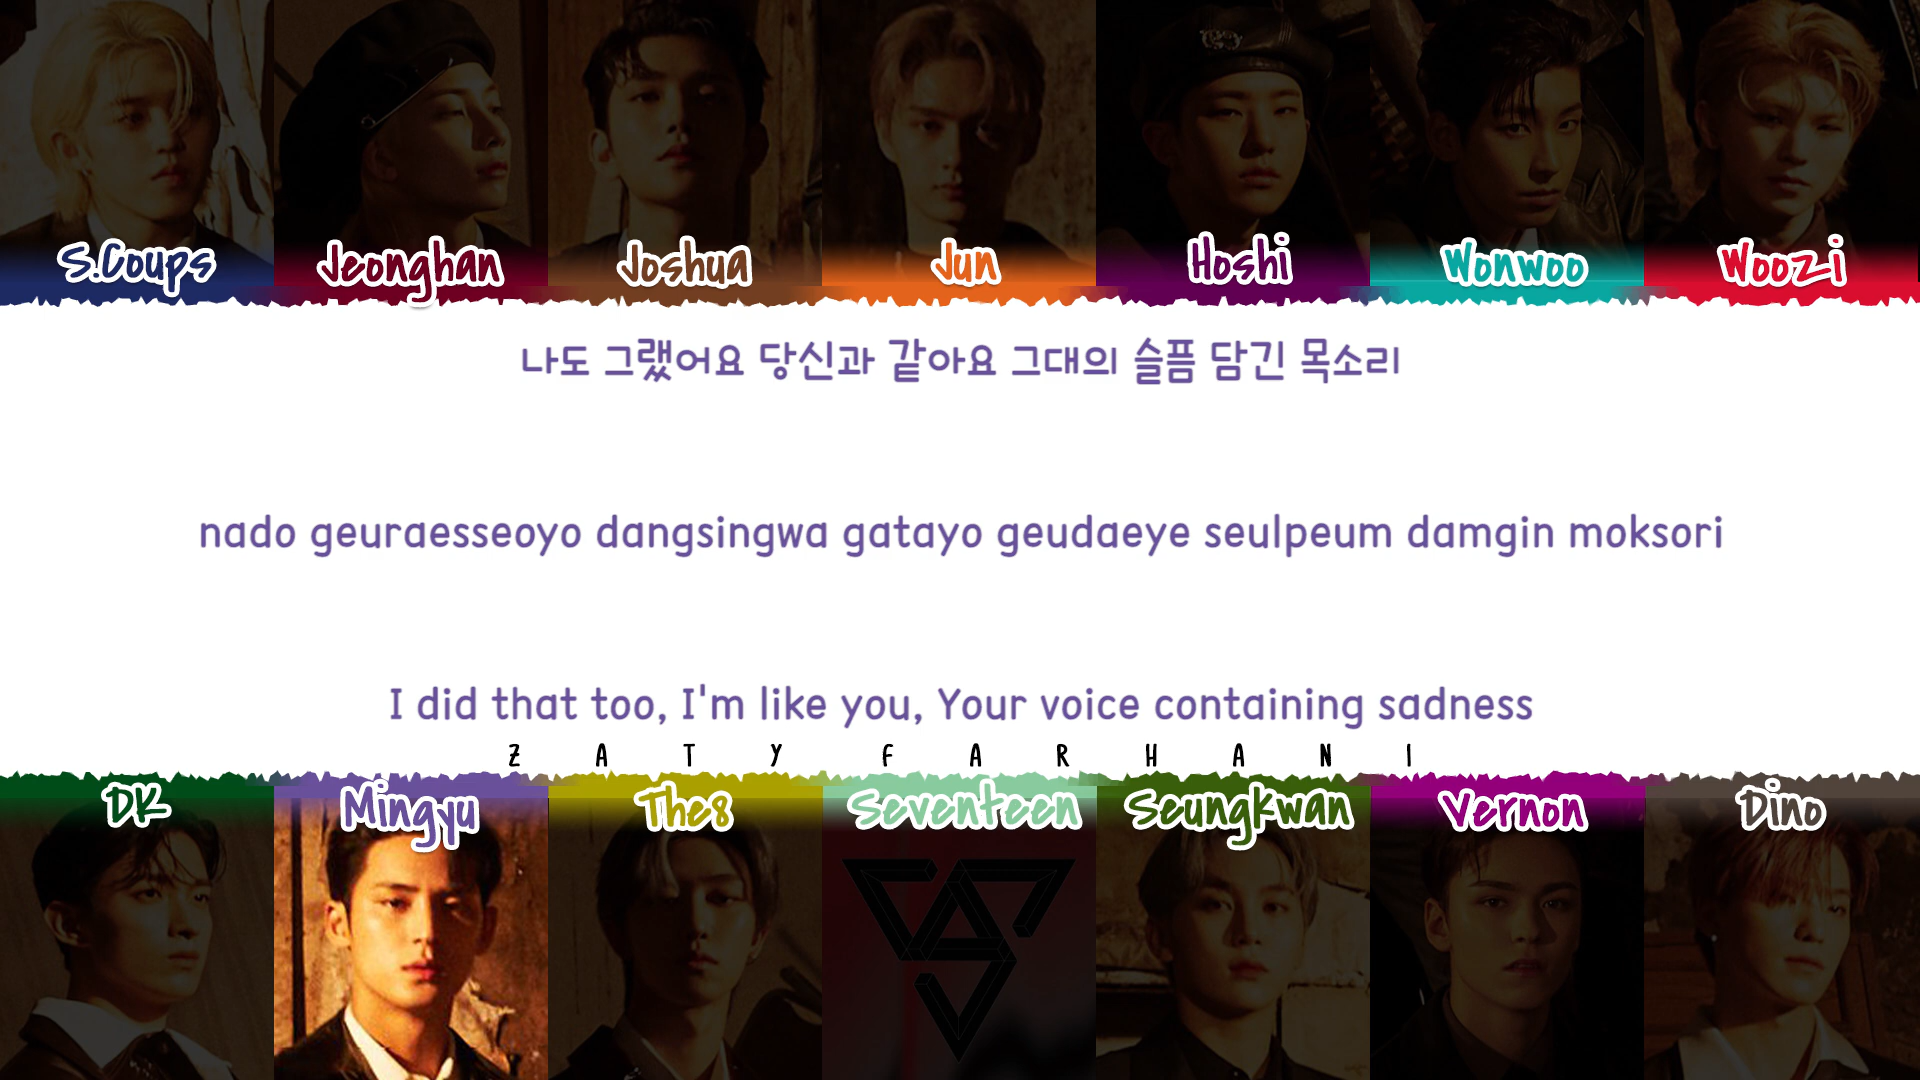 S.Coups Jeonghan Joshua Jun Hoshi Wonwoo Woozi
나도 그랬어요 당신과 같아요 그대의 슬픔 담긴 목소리
nado geuraesseoyo dangsingwa gatayo geudaeye seulpeum damgin moksori
I did that too, I'm like you, Your voice containing sadness
ZATY FARHANI
DK Mingyu The8 Seventeen Seungkwan Vernon Dino